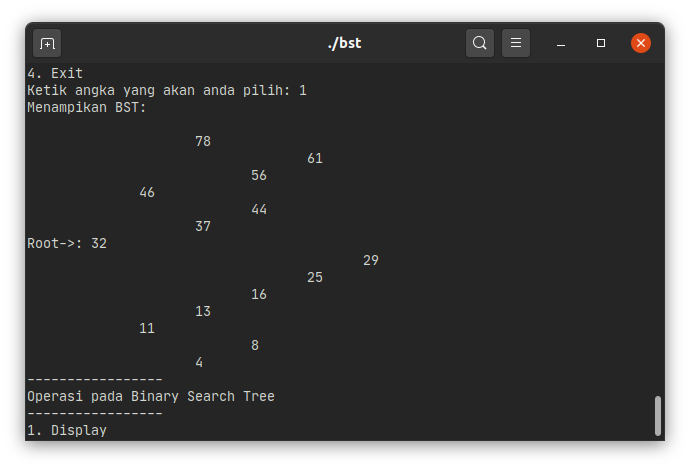 ./bst
4. Exit
Ketik angka yang akan anda pilih: 1
Menampikan BST:
78
61
56
46
44
37
Root->: 32
29
25
16
13
11
8
4
-----------------
Operasi pada Binary Search Tree
-----------------
1. Display